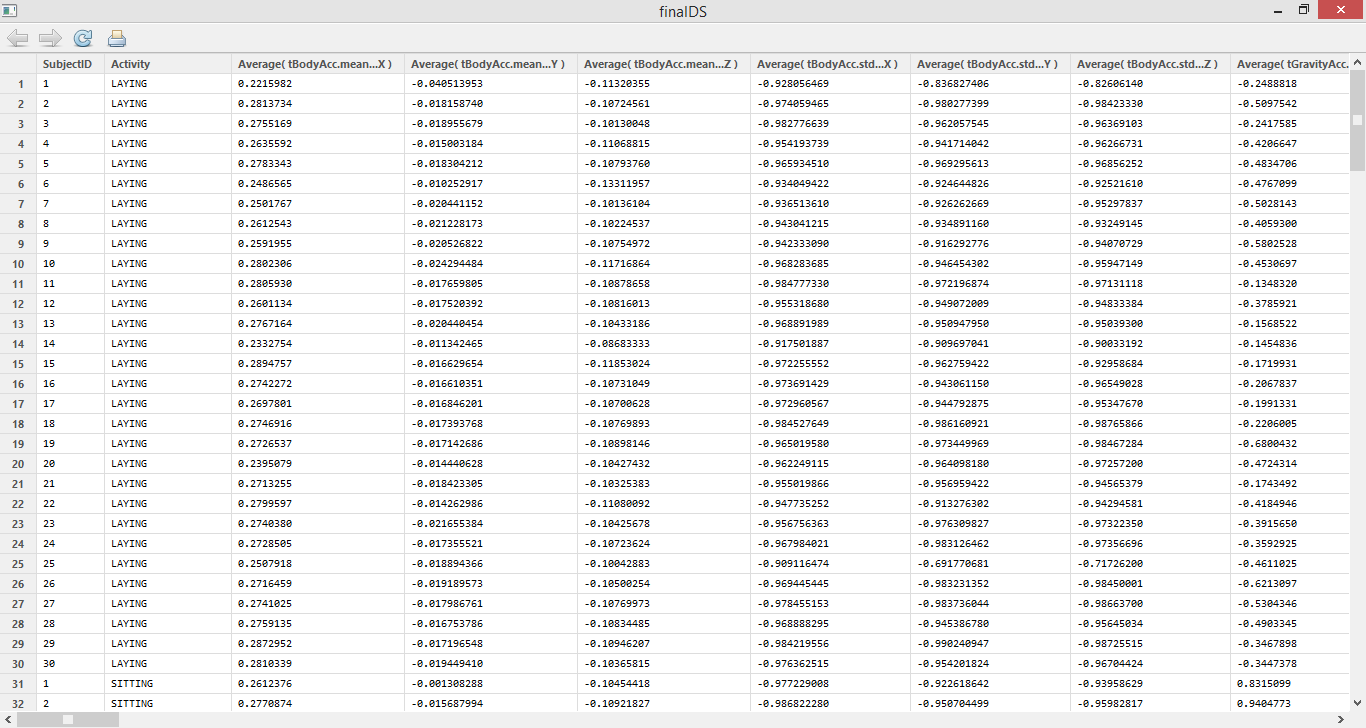 finalDS
SubjectID Activity Average( tBodyAcc.mean...X ) Average( tBodyAcc.mean...Y ) Average( tBodyAcc.mean...Z ) Average( tBodyAcc.std...X ) Average( tBodyAcc.std...Y ) Average( tBodyAcc.std...Z ) Average( tGravityAcc.
1 1 LAYING 0.2215982 -0.040513953 -0.11320355 -0.928056469 -0.836827406 -0.82606140 -0.2488818
2 2 LAYING 0.2813734 -0.018158740 -0.10724561 -0.974059465 -0.980277399 -0.98423330 -0.5097542
3 3 LAYING 0.2755169 -0.018955679 -0.10130048 -0.982776639 -0.962057545 -0.96369103 -0.2417585
4 4 LAYING 0.2635592 -0.015003184 -0.11068815 -0.954193739 -0.941714042 -0.96266731 -0.4206647
5 5 LAYING 0.2783343 -0.018304212 -0.10793760 -0.965934510 -0.969295613 -0.96856252 -0.4834706
6 6 LAYING 0.2486565 -0.010252917 -0.13311957 -0.934049422 -0.924644826 -0.92521610 -0.4767099
7 7 LAYING 0.2501767 -0.020441152 -0.10136104 -0.936513610 -0.926262669 -0.95297837 -0.5028143
8 8 LAYING 0.2612543 -0.021228173 -0.10224537 -0.943041215 -0.934891160 -0.93249145 -0.4059300
9 9 LAYING 0.2591955 -0.020526822 -0.10754972 -0.942333090 -0.916292776 -0.94070729 -0.5802528
10 10 LAYING 0.2802306 -0.024294484 -0.11716864 -0.968283685 -0.946454302 -0.95947149 -0.4530697
11 11 LAYING 0.2805930 -0.017659805 -0.10878658 -0.984777330 -0.972196874 -0.97131118 -0.1348320
12 12 LAYING 0.2601134 -0.017520392 -0.10816013 -0.955318680 -0.949072009 -0.94833384 -0.3785921
13 13 LAYING 0.2767164 -0.020440454 -0.10433186 -0.968891989 -0.950947950 -0.95039300 -0.1568522
14 14 LAYING 0.2332754 -0.011342465 -0.08683333 -0.917501887 -0.909697041 -0.90033192 -0.1454836
15 15 LAYING 0.2894757 -0.016629654 -0.11853024 -0.972255552 -0.962759422 -0.92958684 -0.1719931
16 16 LAYING 0.2742272 -0.016610351 -0.10731049 -0.973691429 -0.943061150 -0.96549028 -0.2067837
17 17 LAYING 0.2697801 -0.016846201 -0.10700628 -0.972960567 -0.944792875 -0.95347670 -0.1991331
18 18 LAYING 0.2746916 -0.017393768 -0.10769893 -0.984527649 -0.986160921 -0.98765866 -0.2206005
19 19 LAYING 0.2726537 -0.017142686 -0.10898146 -0.965019580 -0.973449969 -0.98467284 -0.6800432
20 20 LAYING 0.2395079 -0.014440628 -0.10427432 -0.962249115 -0.964098180 -0.97257200 -0.4724314
21 21 LAYING 0.2713255 -0.018423305 -0.10325383 -0.955019866 -0.956959422 -0.94565379 -0.1743492
22 22 LAYING 0.2799597 -0.014262986 -0.11080092 -0.947735252 -0.913276302 -0.94294581 -0.4184946
23 23 LAYING 0.2740380 -0.021655384 -0.10425678 -0.956756363 -0.976309827 -0.97322350 -0.3915650
24 24 LAYING 0.2728505 -0.017355521 -0.10723624 -0.967984021 -0.983126462 -0.97356696 -0.3592925
25 25 LAYING 0.2507918 -0.018894366 -0.10042883 -0.909116474 -0.691770681 -0.71726200 -0.4611025
26 26 LAYING 0.2716459 -0.019189573 -0.10500254 -0.969445445 -0.983231352 -0.98450001 -0.6213097
27 27 LAYING 0.2741025 -0.017986761 -0.10769973 -0.978455153 -0.983736044 -0.98663700 -0.5304346
28 28 LAYING 0.2759135 -0.016753786 -0.10834485 -0.968888295 -0.945386780 -0.95645034 -0.4903345
29 29 LAYING 0.2872952 -0.017196548 -0.10946207 -0.984219556 -0.990240947 -0.98725515 -0.3467898
30 30 LAYING 0.2810339 -0.019449410 -0.10365815 -0.976362515 -0.954201824 -0.96704424 -0.3447378
31 1 SITTING 0.2612376 -0.001308288 -0.10454418 -0.977229008 -0.922618642 -0.93958629 0.8315099
32 2 SITTING 0.2770874 -0.015687994 -0.10921827 -0.986822280 -0.950704499 -0.95982817 0.9404773